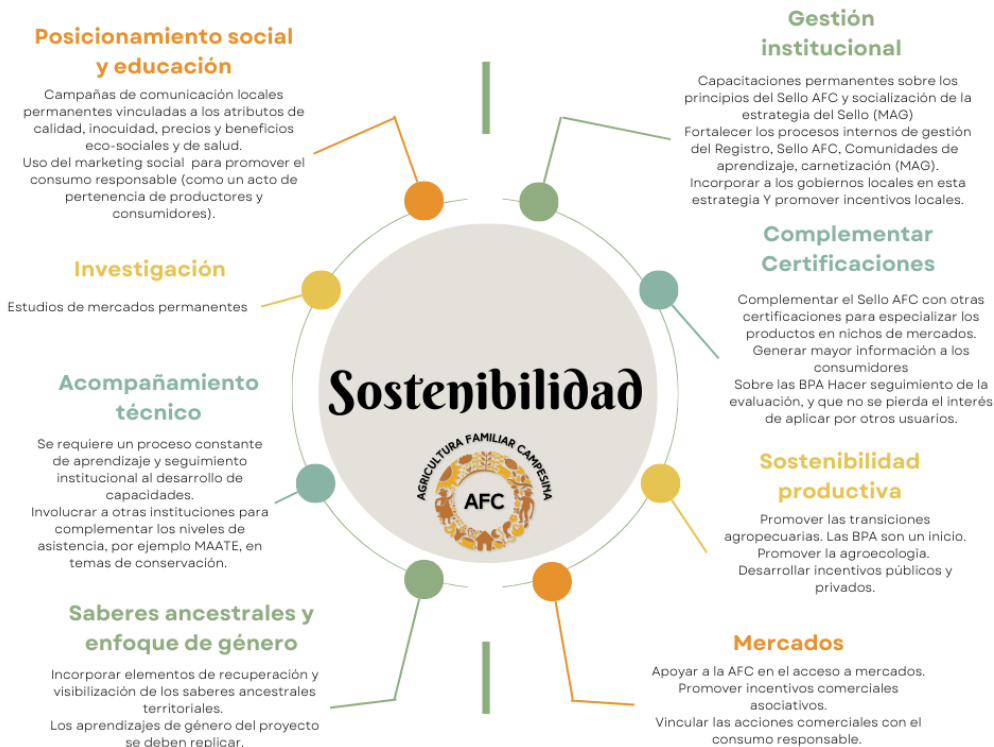 Posicionamiento social
y educación
Campañas de comunicación locales
permanentes vinculadas a los atributos de
calidad, inocuidad, precios y beneficios
eco-sociales y de salud.
Uso del marketing social para promover el
consumo responsable (como un acto de
pertenencia de productores y
consumidores).
Investigación
Estudios de mercados permanentes
Acompañamiento
técnico
Se requiere un proceso constante
de aprendizaje y seguimiento
institucional al desarrollo de
capacidades.
Involucrar a otras instituciones para
complementar los niveles de
asistencia, por ejemplo MAATE, en
temas de conservación.
Saberes ancestrales y
enfoque de género
Incorporar elementos de recuperación y
visibilización de los saberes ancestrales
territoriales.
Los aprendizajes de género del proyecto
se deben replicar.
Sostenibilidad
AGRICULTURA FAMILIAR CAMPESINA
AFC
Gestión
institucional
Capacitaciones permanentes sobre los
principios del Sello AFC y socialización de la
estrategia del Sello (MAG)
Fortalecer los procesos internos de gestión
del Registro, Sello AFC, Comunidades de
aprendizaje, carnetización (MAG).
Incorporar a los gobiernos locales en esta
estrategia Y promover incentivos locales.
Complementar
Certificaciones
Complementar el Sello AFC con otras
certificaciones para especializar los
productos en nichos de mercados.
Generar mayor información a los
consumidores
Sobre las BPA Hacer seguimiento de la
evaluación, y que no se pierda el interés
de aplicar por otros usuarios.
Sostenibilidad
productiva
Promover las transiciones
agropecuarias. Las BPA son un inicio.
Promover la agroecología.
Desarrollar incentivos públicos y
privados.
Mercados
Apoyar a la AFC en el acceso a mercados.
Promover incentivos comerciales
asociativos.
Vincular las acciones comerciales con el
consumo responsable.